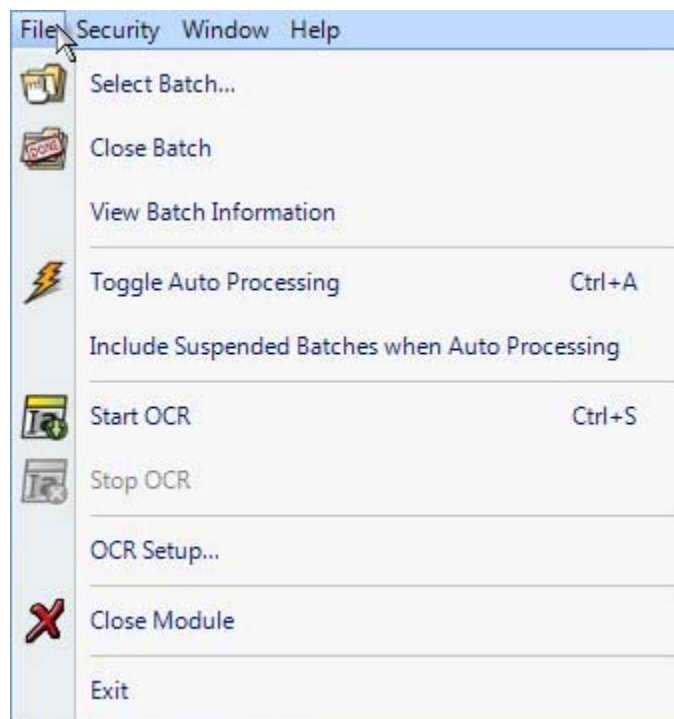 File Security Window Help
Select Batch...
DONE
Close Batch
View Batch Information
Toggle Auto Processing Ctrl+A
Include Suspended Batches when Auto Processing
Start OCR Ctrl+S
Stop OCR
OCR Setup...
Close Module
Exit